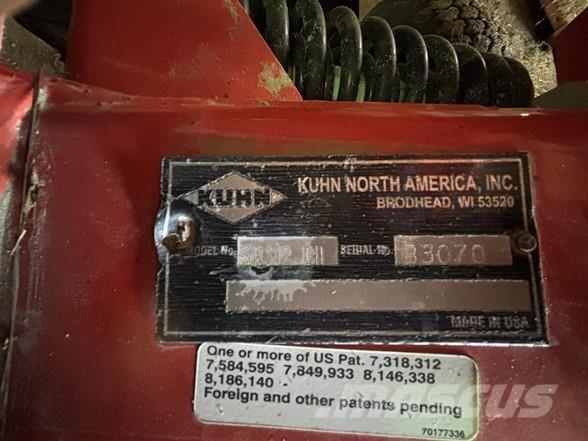 KUHN
KUHN NORTH AMERICA, INC.
BRODHEAD, WI 53520
MODEL No. SERIAL No. B3070
MADE IN USA
One or more of US Pat. 7,318,312
7,584,595 7,849,933 8,146,338
8,186,140
Foreign and other patents pending
70177336
MASCUS